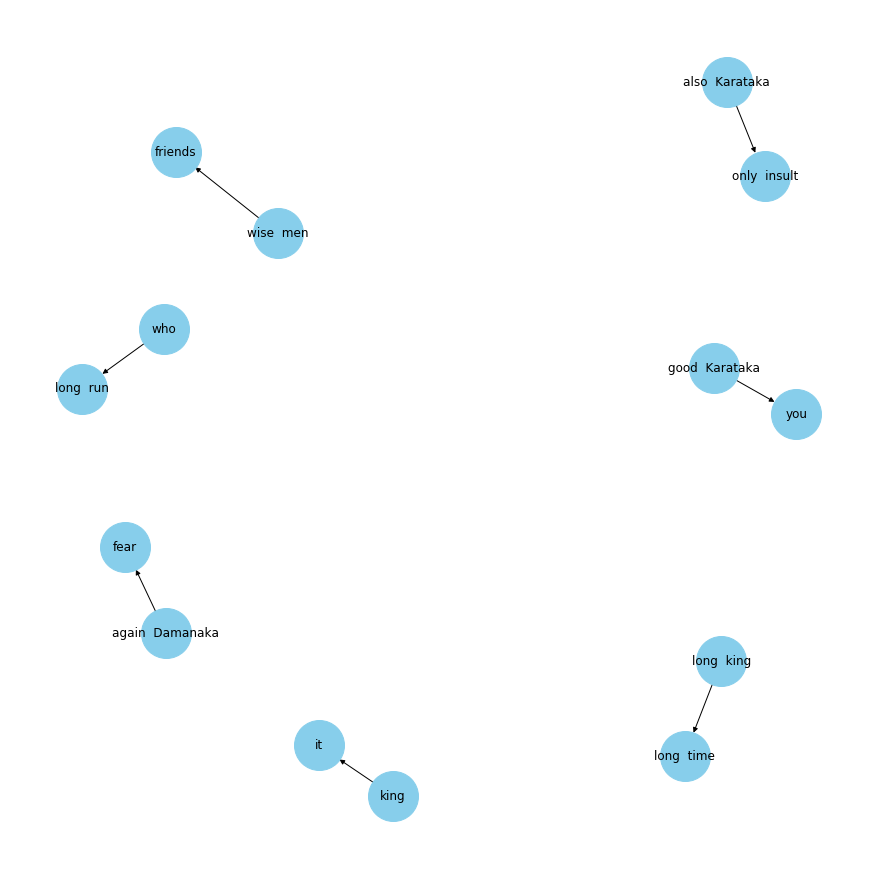 also  Karataka
friends
only  insult
wise  men
who
good  Karataka
long  run
you
fear
again  Damanaka
long  king
it
long  time
king